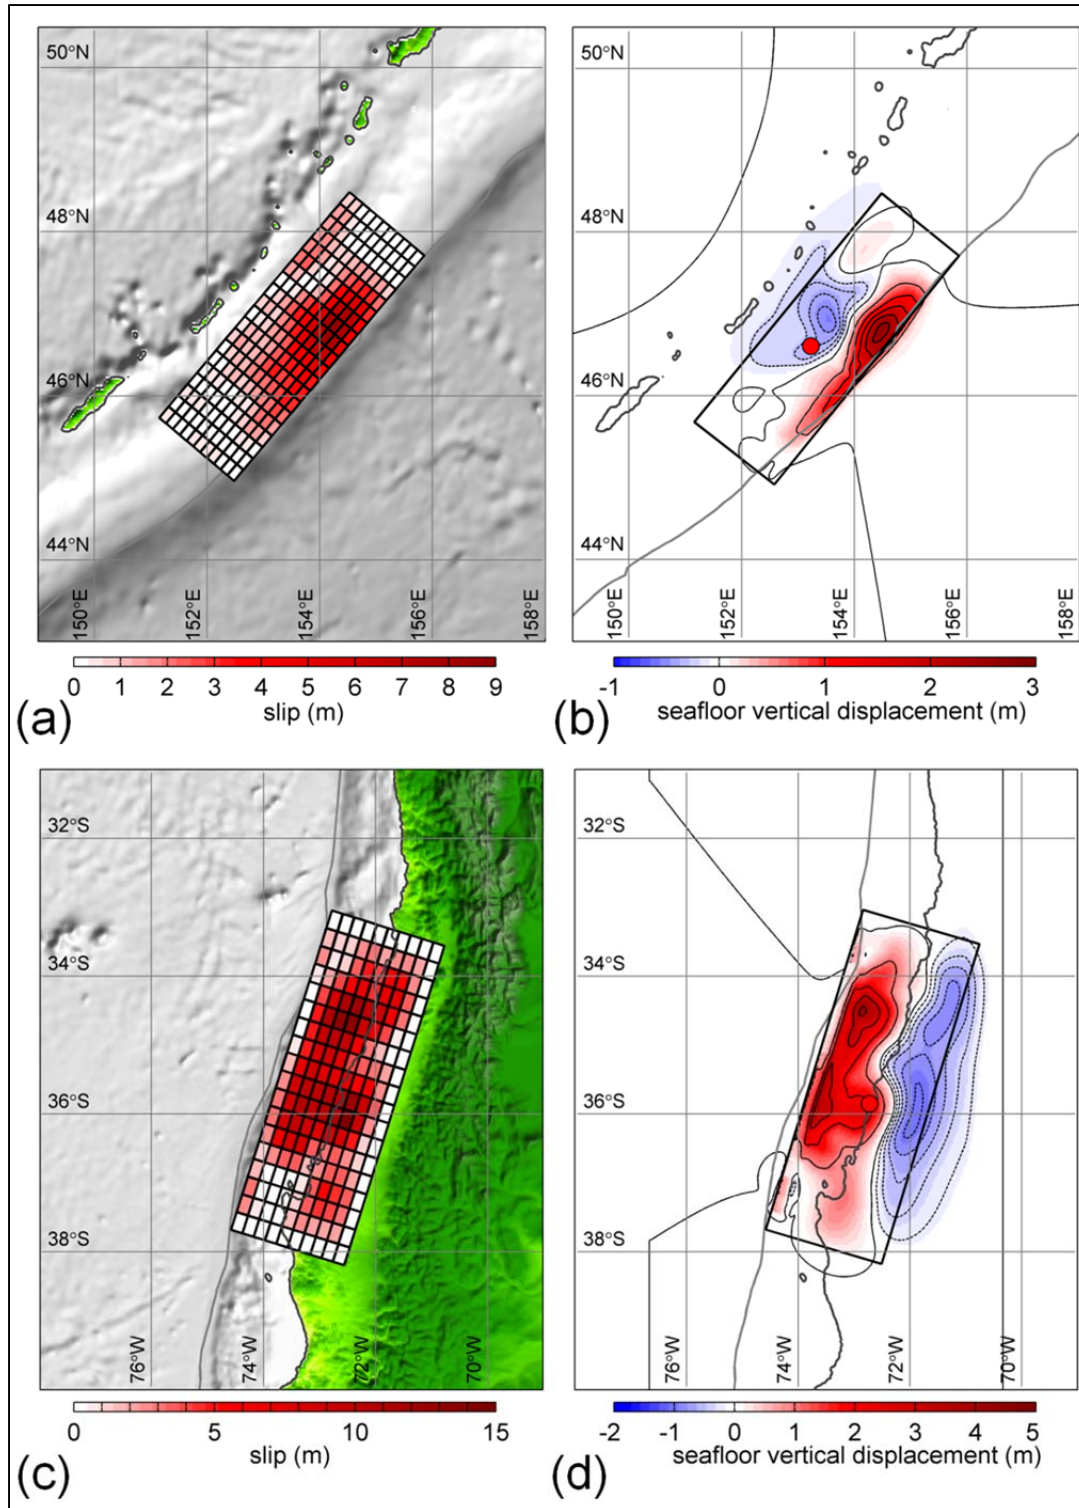 50°N
48°N
46°N
44°N
150°E
152°E
154°E
156°E
158°E
0 1 2 3 4 5 6 7 8 9
slip (m)
(a)
50°N
48°N
46°N
44°N
150°E
152°E
154°E
156°E
158°E
-1 0 1 2 3
seafloor vertical displacement (m)
(b)
32°S
34°S
36°S
38°S
76°W
74°W
72°W
70°W
0 5 10 15
slip (m)
(c)
32°S
34°S
36°S
38°S
76°W
74°W
72°W
70°W
-2 -1 0 1 2 3 4 5
seafloor vertical displacement (m)
(d)